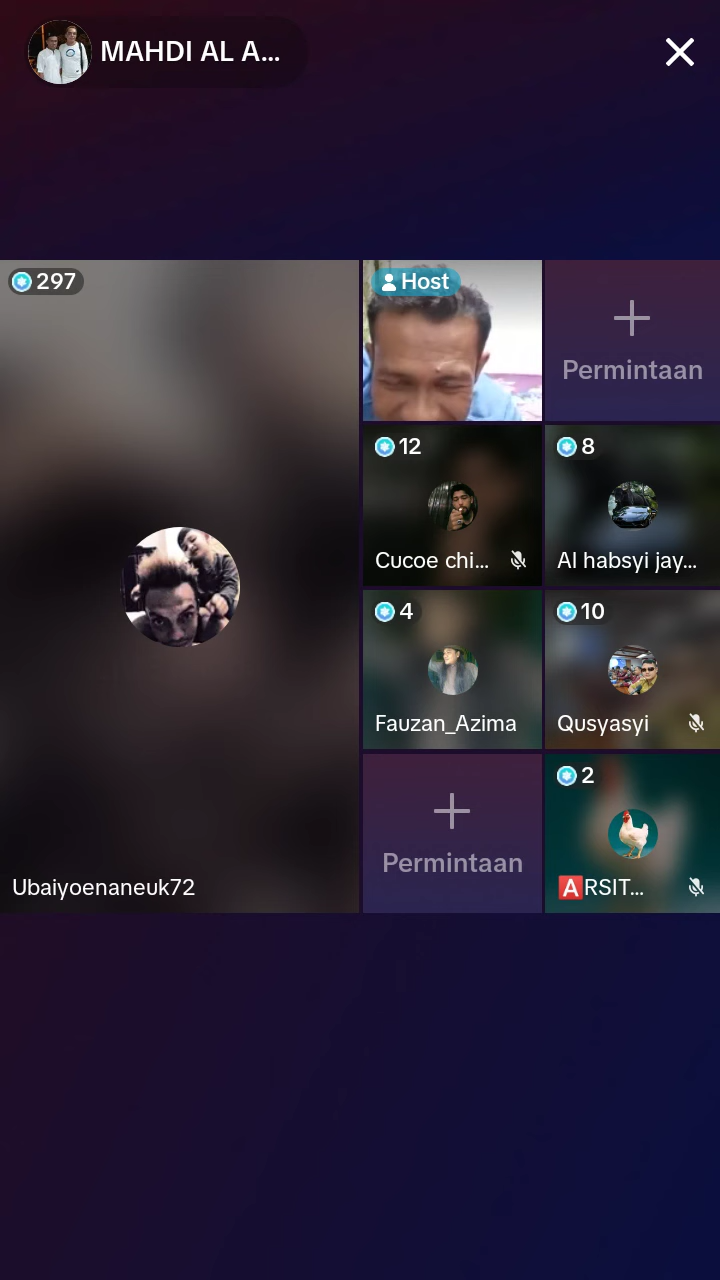 MAHDI AL A...
297
Host
Permintaan
12
8
Cucoe chi...
Al habsyi jay...
4
10
Fauzan_Azima
Qusyasyi
2
Permintaan
🅰️RSIT...
Ubaiyoenaneuk72